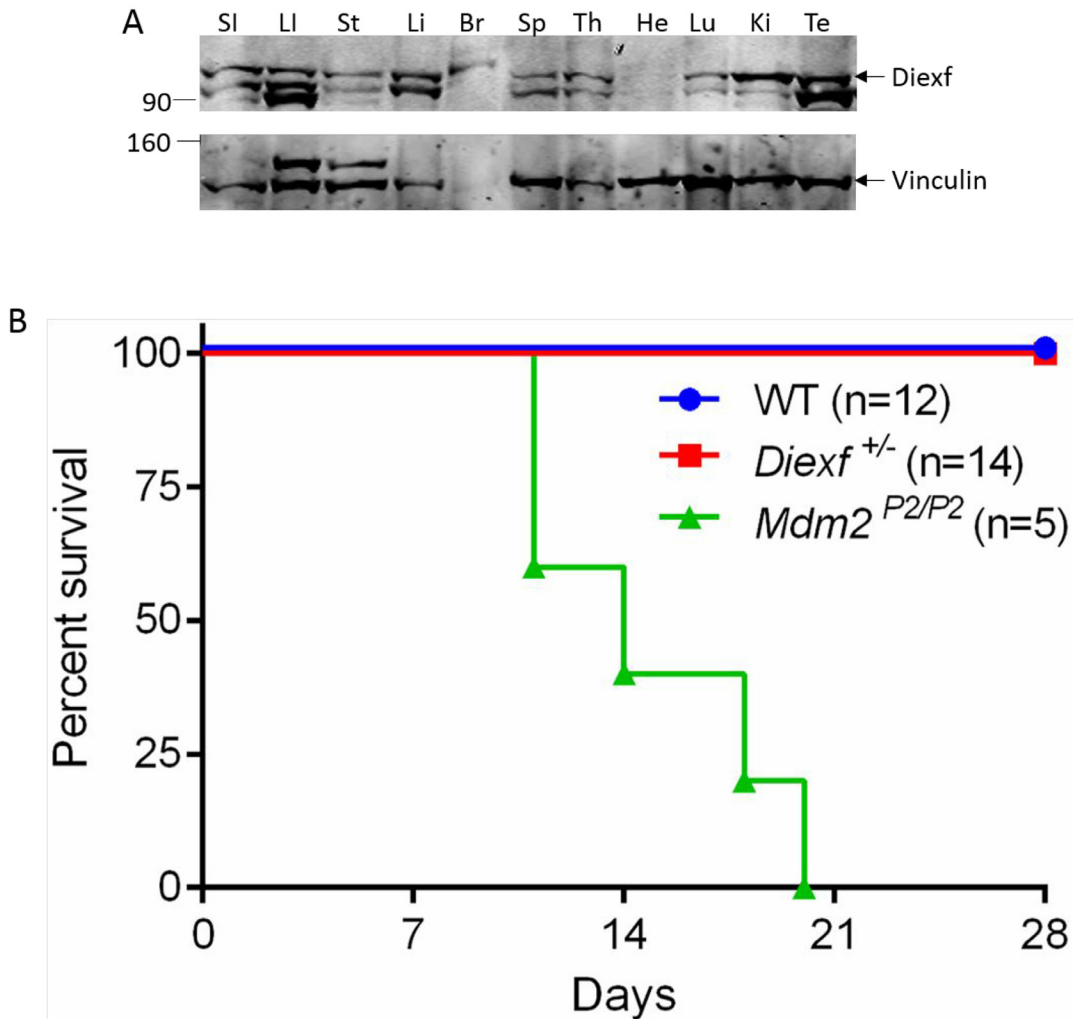 A
SI LI St Li Br Sp Th He Lu Ki Te
Diexf
90
160
Vinculin
B
100
75
50
25
0
Percent survival
WT (n=12)
Diexf +/- (n=14)
Mdm2 P2/P2 (n=5)
0 7 14 21 28
Days